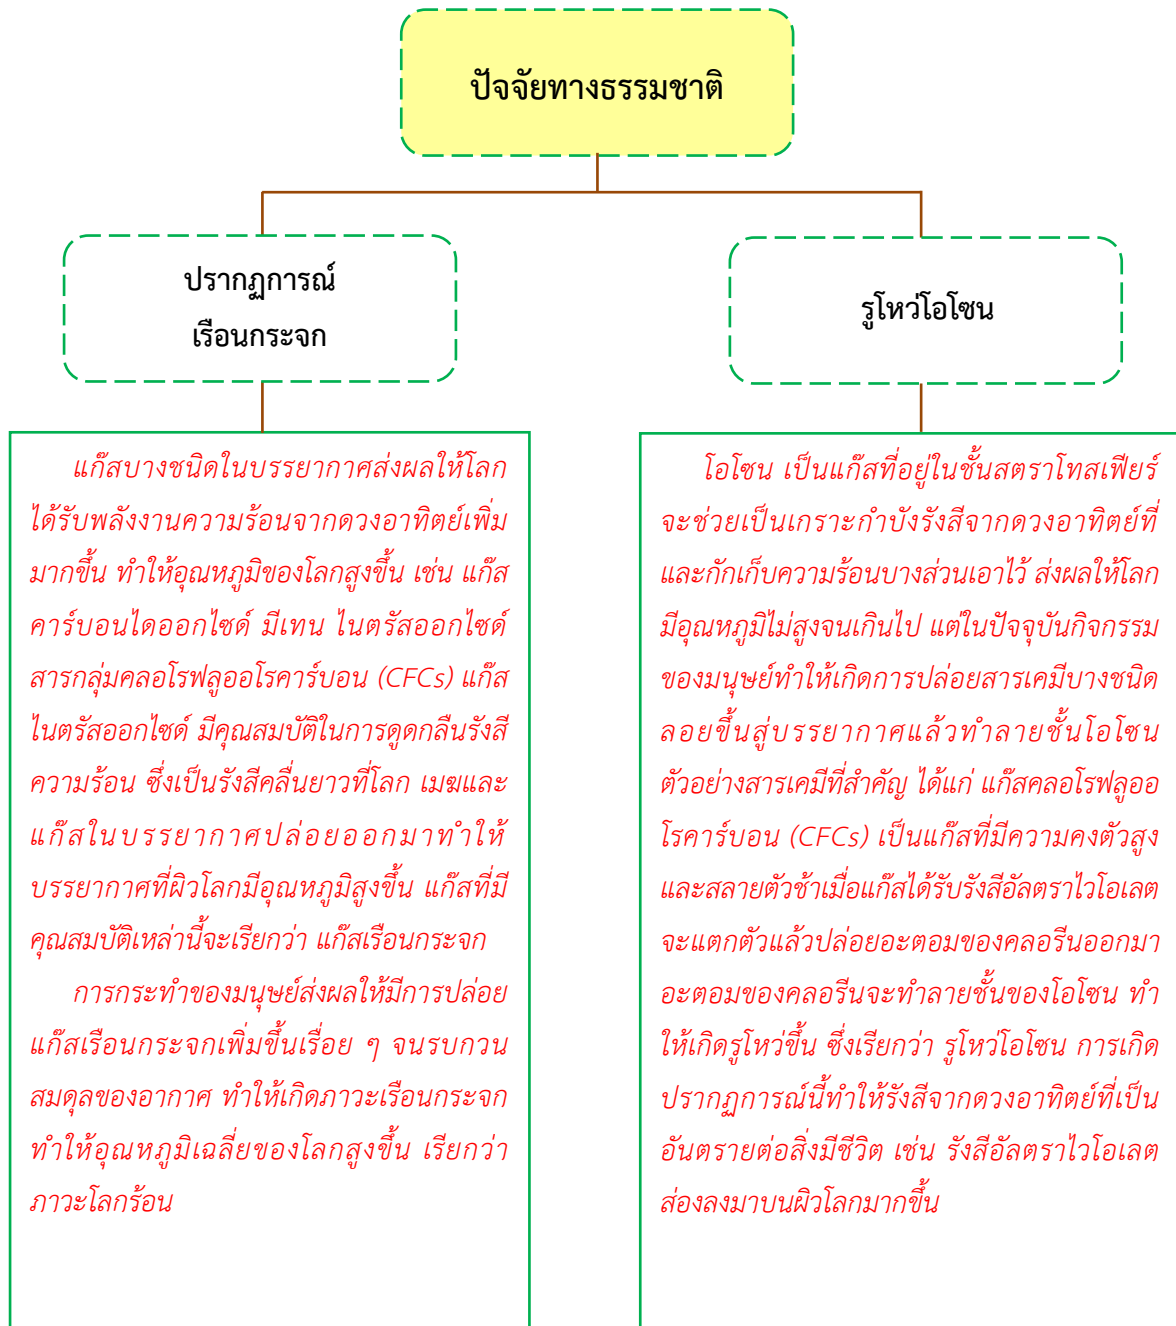 ปัจจัยทางธรรมชาติ
ปรากฏการณ์
เรือนกระจก
แก๊สบางชนิดในบรรยากาศส่งผลให้โลก
ได้รับพลังงานความร้อนจากดวงอาทิตย์เพิ่ม
มากขึ้น ทำให้อุณหภูมิของโลกสูงขึ้น เช่น แก๊ส
คาร์บอนไดออกไซด์ มีเทน ไนตรัสออกไซด์
สารกลุ่มคลอโรฟลูออโรคาร์บอน (CFCs) แก๊ส
ไนตรัสออกไซด์ มีคุณสมบัติในการดูดกลืนรังสี
ความร้อน ซึ่งเป็นรังสีคลื่นยาวที่โลก เมฆและ
แก๊สในบรรยากาศปล่อยออกมาทำให้
บรรยากาศที่ผิวโลกมีอุณหภูมิสูงขึ้น แก๊สที่มี
คุณสมบัติเหล่านี้จะเรียกว่า แก๊สเรือนกระจก
การกระทำของมนุษย์ส่งผลให้มีการปล่อย
แก๊สเรือนกระจกเพิ่มขึ้นเรื่อย ๆ จนรบกวน
สมดุลของอากาศ ทำให้เกิดภาวะเรือนกระจก
ทำให้อุณหภูมิเฉลี่ยของโลกสูงขึ้น เรียกว่า
ภาวะโลกร้อน
รูโหว่โอโซน
โอโซน เป็นแก๊สที่อยู่ในชั้นสตราโทสเฟียร์
จะช่วยเป็นเกราะกำบังรังสีจากดวงอาทิตย์ที่
และกักเก็บความร้อนบางส่วนเอาไว้ ส่งผลให้โลก
มีอุณหภูมิไม่สูงจนเกินไป แต่ในปัจจุบันกิจกรรม
ของมนุษย์ทำให้เกิดการปล่อยสารเคมีบางชนิด
ลอยขึ้นสู่บรรยากาศแล้วทำลายชั้นโอโซน
ตัวอย่างสารเคมีที่สำคัญ ได้แก่ แก๊สคลอโรฟลูออ
โรคาร์บอน (CFCs) เป็นแก๊สที่มีความคงตัวสูง
และสลายตัวช้าเมื่อแก๊สได้รับรังสีอัลตราไวโอเลต
จะแตกตัวแล้วปล่อยอะตอมของคลอรีนออกมา
อะตอมของคลอรีนจะทำลายชั้นของโอโซน ทำ
ให้เกิดรูโหว่ขึ้น ซึ่งเรียกว่า รูโหว่โอโซน การเกิด
ปรากฏการณ์นี้ทำให้รังสีจากดวงอาทิตย์ที่เป็น
อันตรายต่อสิ่งมีชีวิต เช่น รังสีอัลตราไวโอเลต
ส่องลงมาบนผิวโลกมากขึ้น